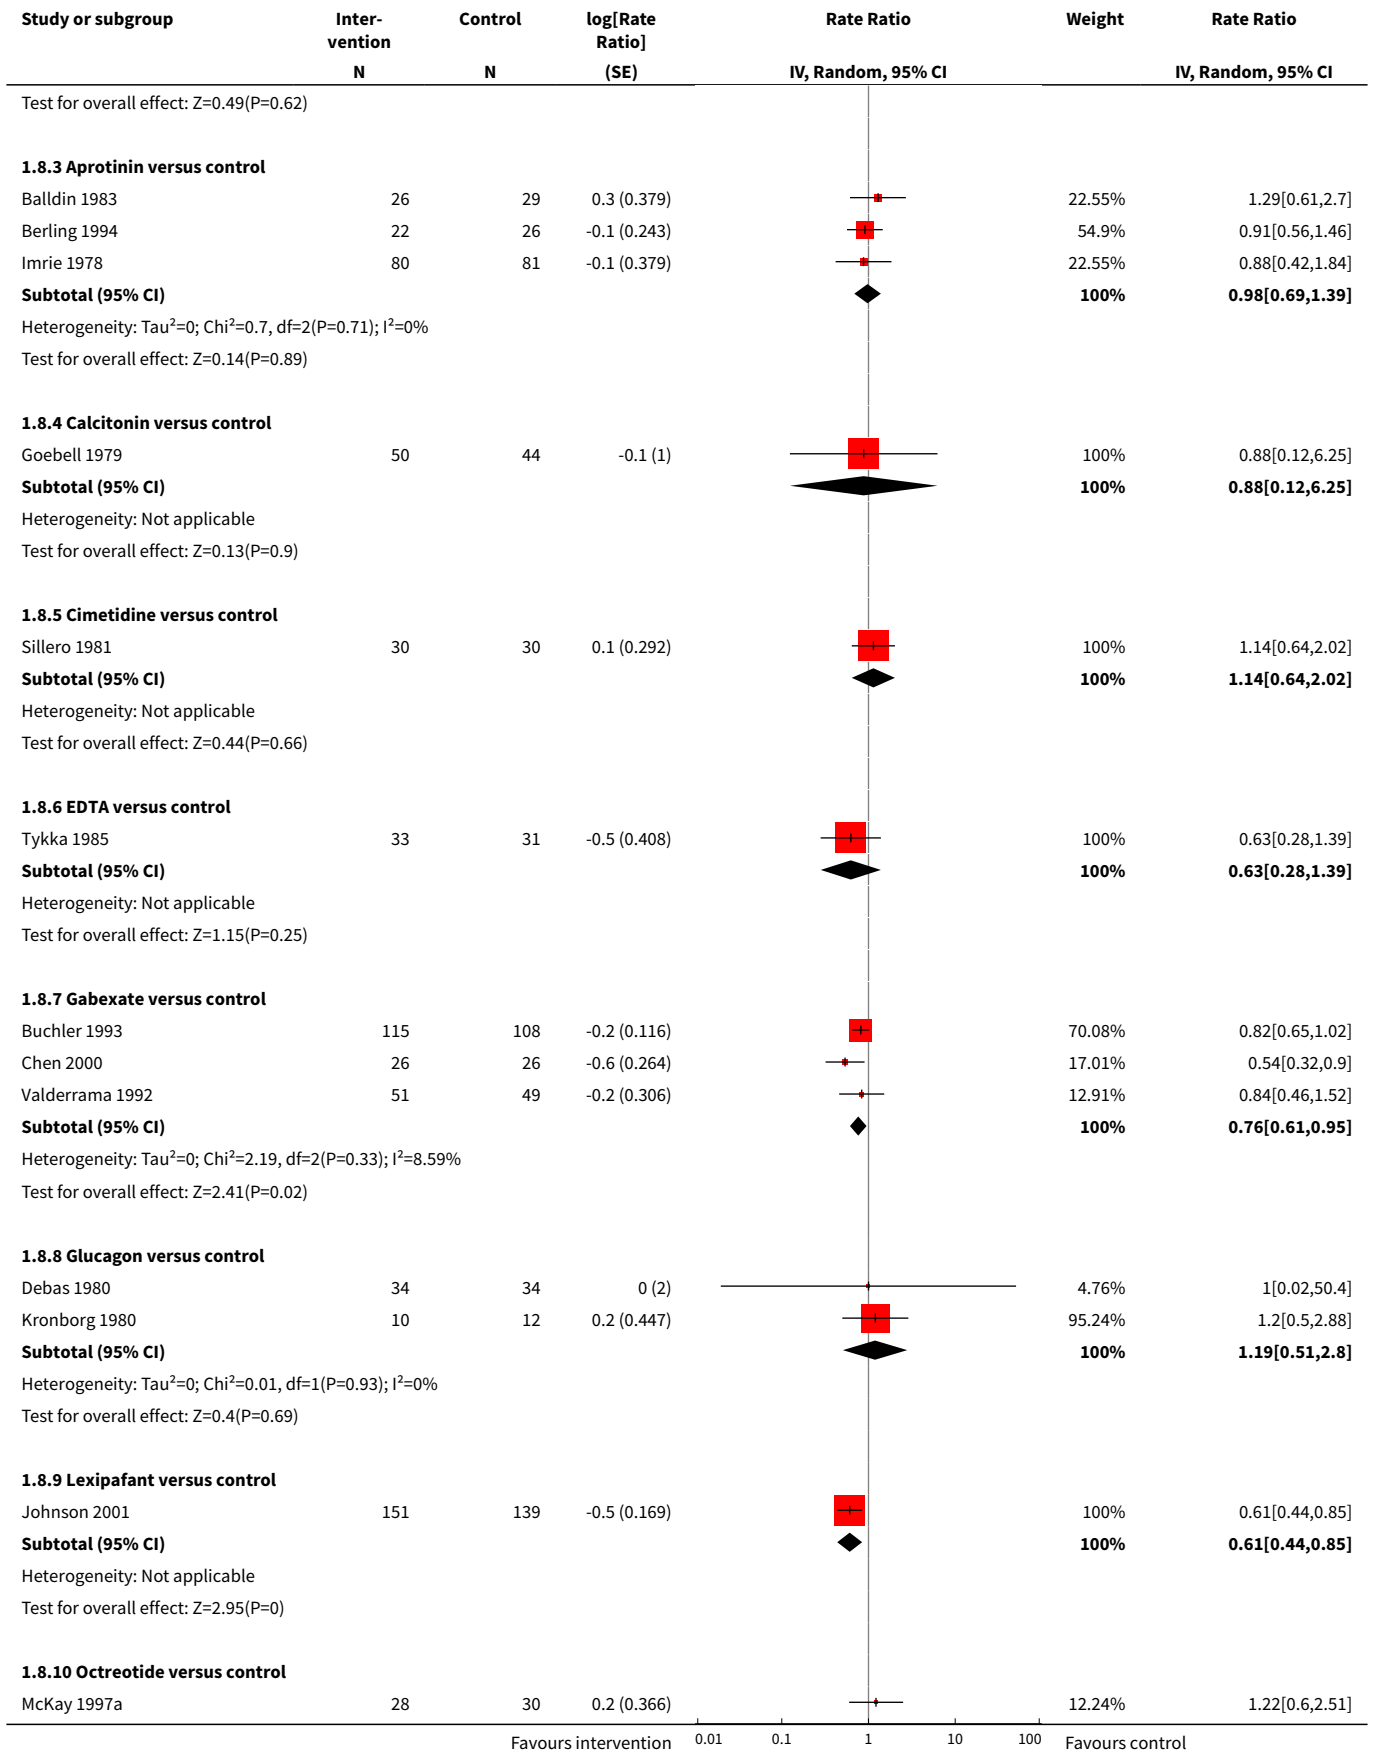 Study or subgroup Inter- Control log[Rate Rate Ratio Weight Rate Ratio
vention Ratio]
N N (SE) IV, Random, 95% CI IV, Random, 95% CI
Test for overall effect: Z=0.49(P=0.62)
1.8.3 Aprotinin versus control
Balldin 1983 26 29 0.3 (0.379) 22.55% 1.29[0.61,2.7]
Berling 1994 22 26 -0.1 (0.243) 54.9% 0.91[0.56,1.46]
Imrie 1978 80 81 -0.1 (0.379) 22.55% 0.88[0.42,1.84]
Subtotal (95% CI) 100% 0.98[0.69,1.39]
Heterogeneity: Tau²=0; Chi²=0.7, df=2(P=0.71); I²=0%
Test for overall effect: Z=0.14(P=0.89)
1.8.4 Calcitonin versus control
Goebell 1979 50 44 -0.1 (1) 100% 0.88[0.12,6.25]
Subtotal (95% CI) 100% 0.88[0.12,6.25]
Heterogeneity: Not applicable
Test for overall effect: Z=0.13(P=0.9)
1.8.5 Cimetidine versus control
Sillero 1981 30 30 0.1 (0.292) 100% 1.14[0.64,2.02]
Subtotal (95% CI) 100% 1.14[0.64,2.02]
Heterogeneity: Not applicable
Test for overall effect: Z=0.44(P=0.66)
1.8.6 EDTA versus control
Tykka 1985 33 31 -0.5 (0.408) 100% 0.63[0.28,1.39]
Subtotal (95% CI) 100% 0.63[0.28,1.39]
Heterogeneity: Not applicable
Test for overall effect: Z=1.15(P=0.25)
1.8.7 Gabexate versus control
Buchler 1993 115 108 -0.2 (0.116) 70.08% 0.82[0.65,1.02]
Chen 2000 26 26 -0.6 (0.264) 17.01% 0.54[0.32,0.9]
Valderrama 1992 51 49 -0.2 (0.306) 12.91% 0.84[0.46,1.52]
Subtotal (95% CI) 100% 0.76[0.61,0.95]
Heterogeneity: Tau²=0; Chi²=2.19, df=2(P=0.33); I²=8.59%
Test for overall effect: Z=2.41(P=0.02)
1.8.8 Glucagon versus control
Debas 1980 34 34 0 (2) 4.76% 1[0.02,50.4]
Kronborg 1980 10 12 0.2 (0.447) 95.24% 1.2[0.5,2.88]
Subtotal (95% CI) 100% 1.19[0.51,2.8]
Heterogeneity: Tau²=0; Chi²=0.01, df=1(P=0.93); I²=0%
Test for overall effect: Z=0.4(P=0.69)
1.8.9 Lexipafant versus control
Johnson 2001 151 139 -0.5 (0.169) 100% 0.61[0.44,0.85]
Subtotal (95% CI) 100% 0.61[0.44,0.85]
Heterogeneity: Not applicable
Test for overall effect: Z=2.95(P=0)
1.8.10 Octreotide versus control
McKay 1997a 28 30 0.2 (0.366) 12.24% 1.22[0.6,2.51]
Favours intervention 0.01 0.1 1 10 100 Favours control